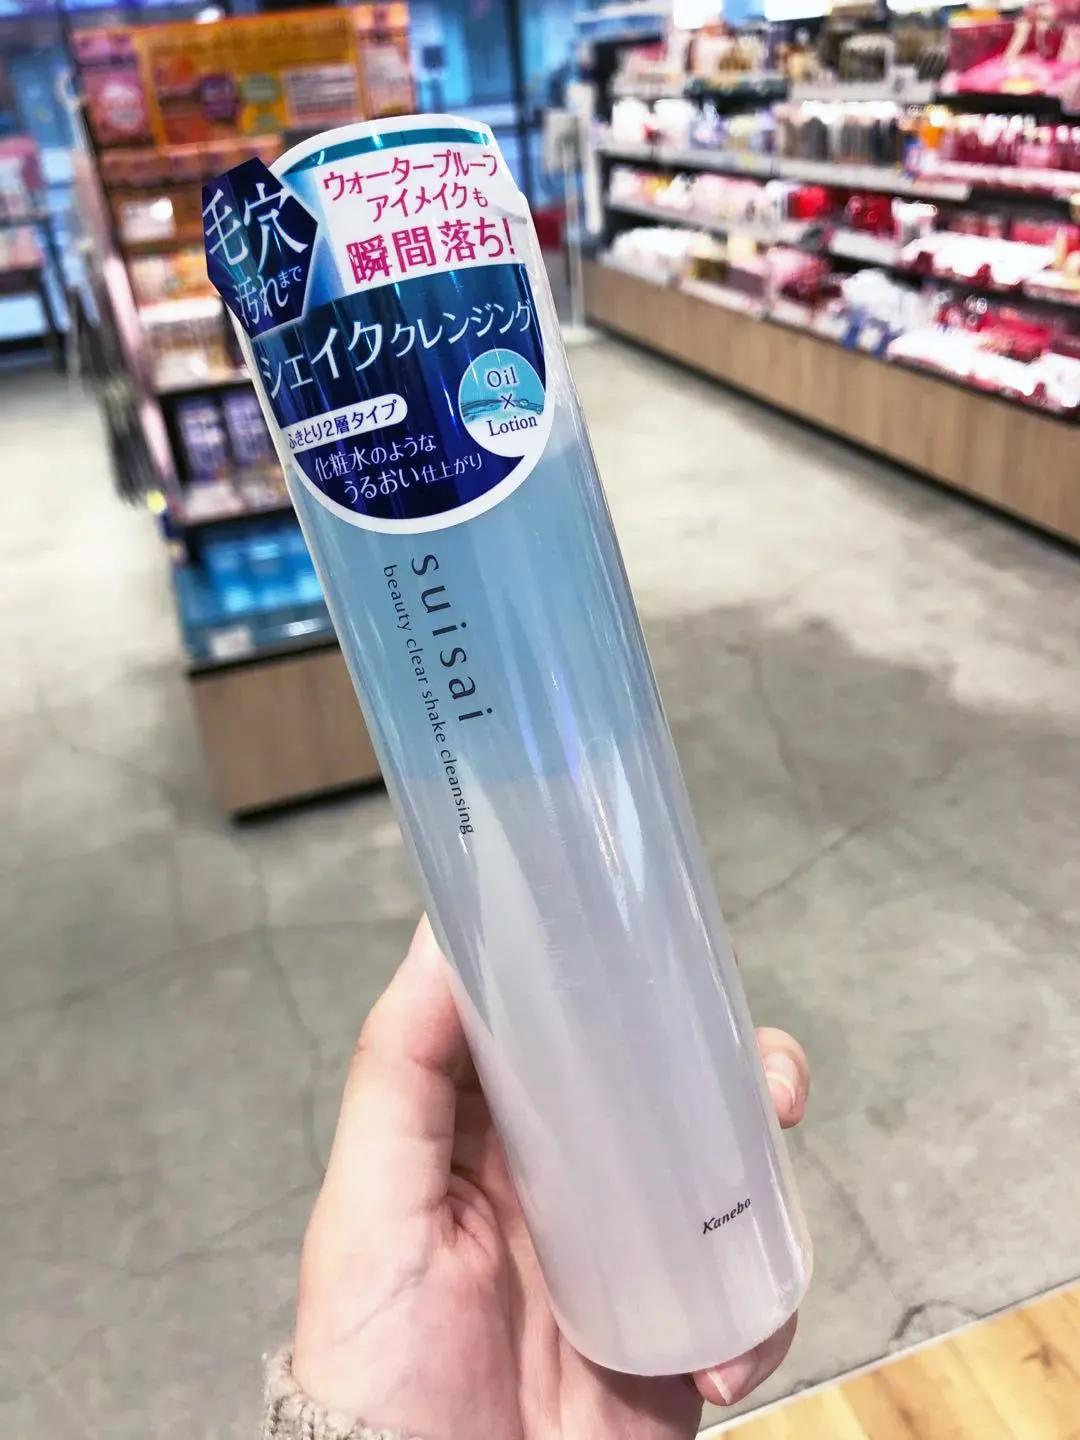 毛穴
汚れまで
ウォータープルーフ
アイメイクも
瞬間落ち!
シェイククレンジング
ふきとり2層タイプ
Oil
×
Lotion
化粧水のような
うるおい仕上がり
suisai
beauty clear shake cleansing
Kanebo